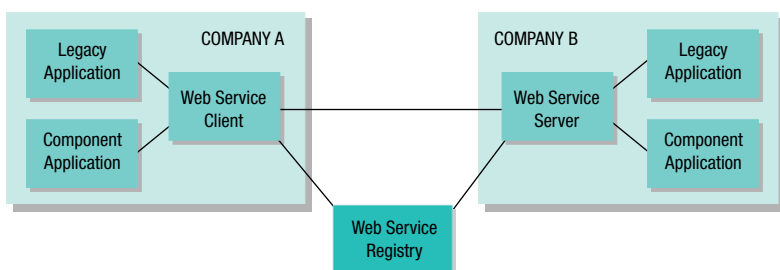 COMPANY A
Legacy
Application
Web Service
Client
Component
Application
COMPANY B
Web Service
Server
Legacy
Application
Component
Application
Web Service
Registry